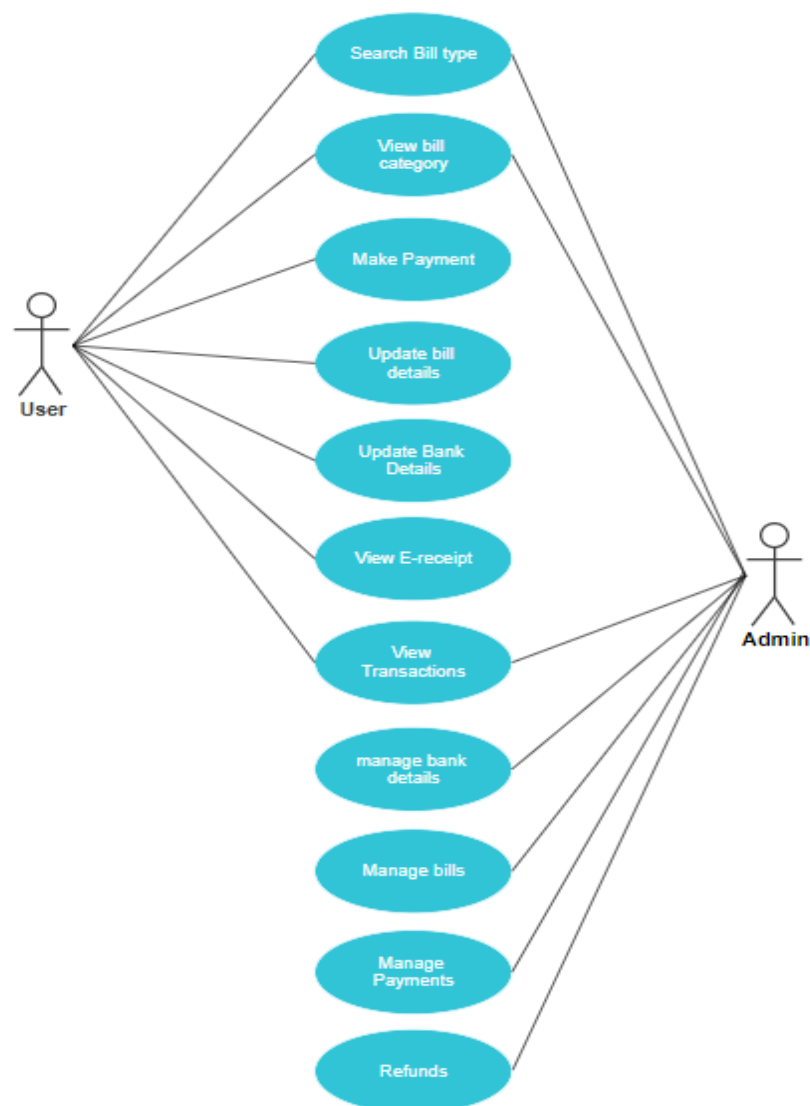 Search Bill type
View bill
category
Make Payment
Update bill
details
User
Update Bank
Details
View E-receipt
Admin
View
Transactions
manage bank
details
Manage bills
Manage
Payments
Refunds